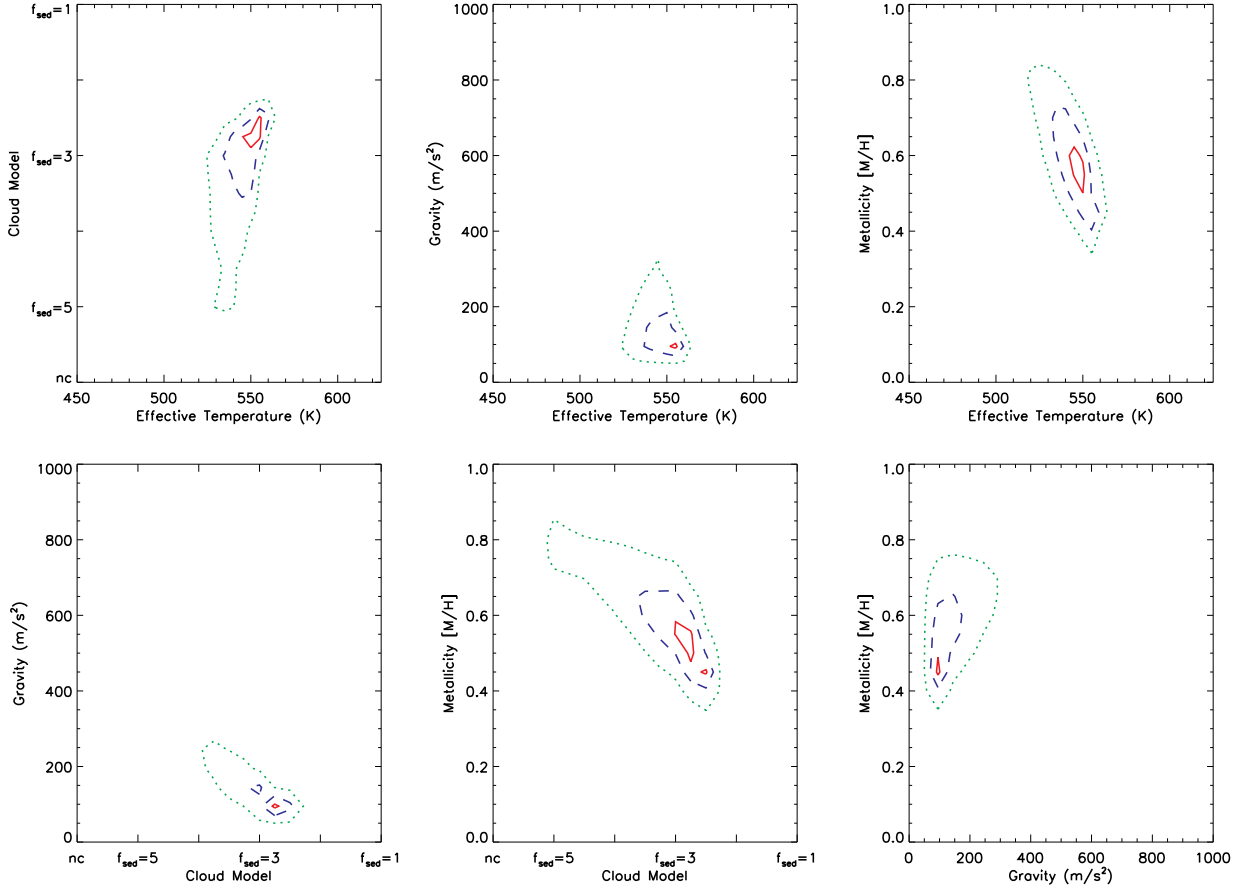 f_sed=1
f_sed=3
f_sed=5
nc
Cloud Model
450 500 550 600
Effective Temperature (K)
1000
800
600
400
200
0
Gravity (m/s²)
450 500 550 600
Effective Temperature (K)
1.0
0.8
0.6
0.4
0.2
0.0
Metallicity [M/H]
450 500 550 600
Effective Temperature (K)
1000
800
600
400
200
0
Gravity (m/s²)
nc f_sed=5 f_sed=3 f_sed=1
Cloud Model
1.0
0.8
0.6
0.4
0.2
0.0
Metallicity [M/H]
nc f_sed=5 f_sed=3 f_sed=1
Cloud Model
1.0
0.8
0.6
0.4
0.2
0.0
Metallicity [M/H]
0 200 400 600 800 1000
Gravity (m/s²)